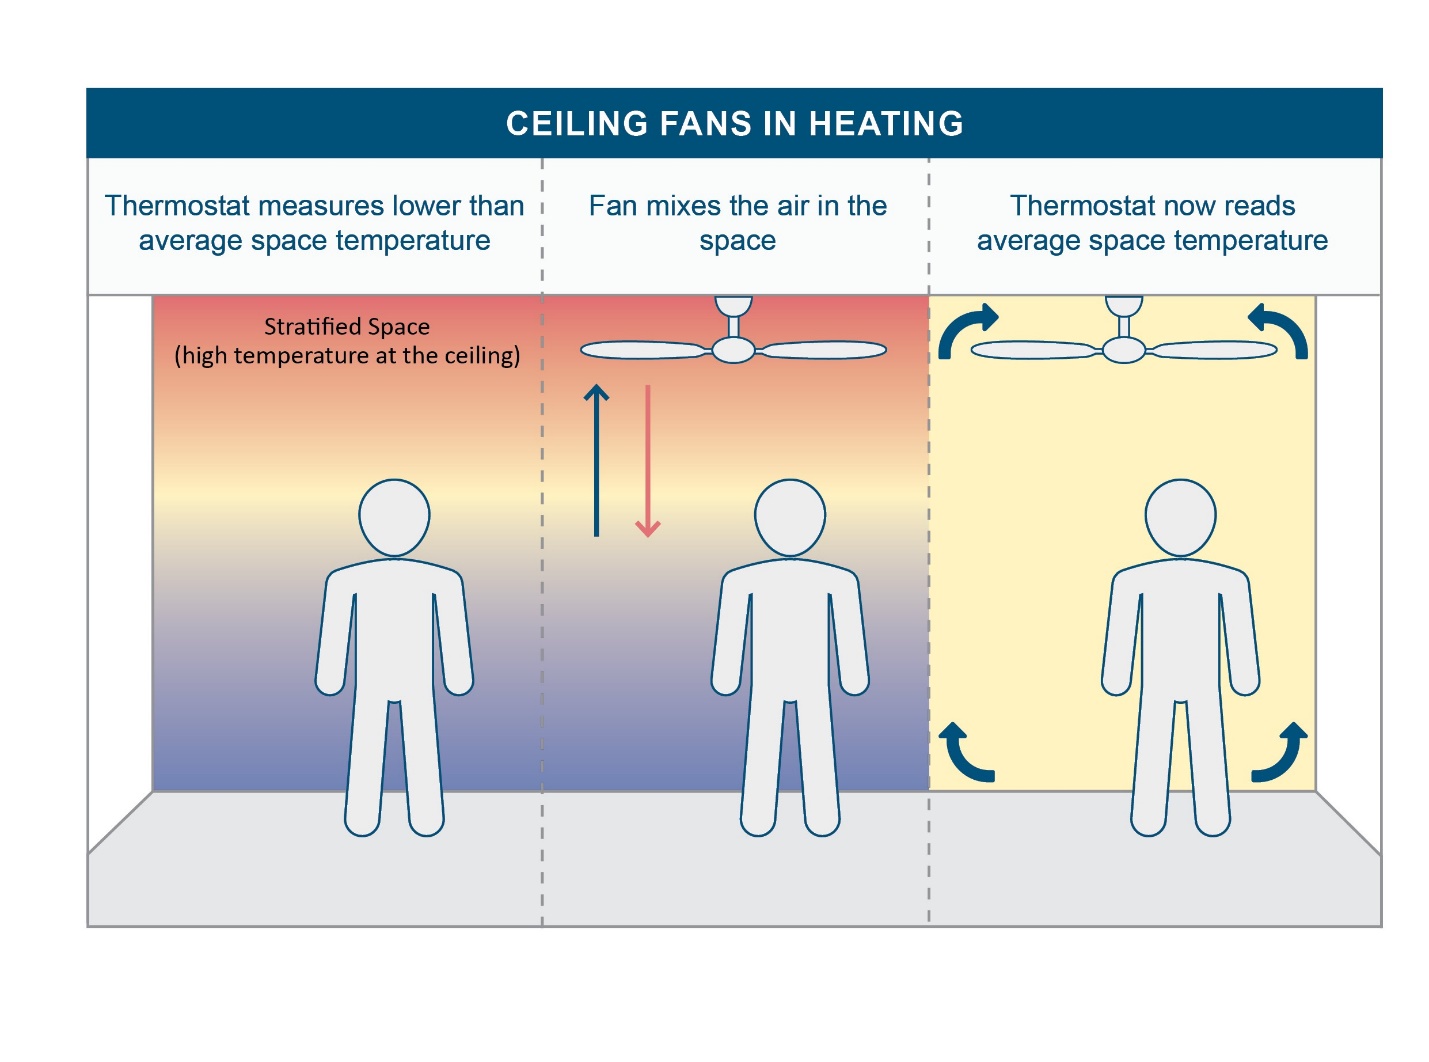 CEILING FANS IN HEATING
Thermostat measures lower than
average space temperature
Fan mixes the air in the
space
Thermostat now reads
average space temperature
Stratified Space
(high temperature at the ceiling)